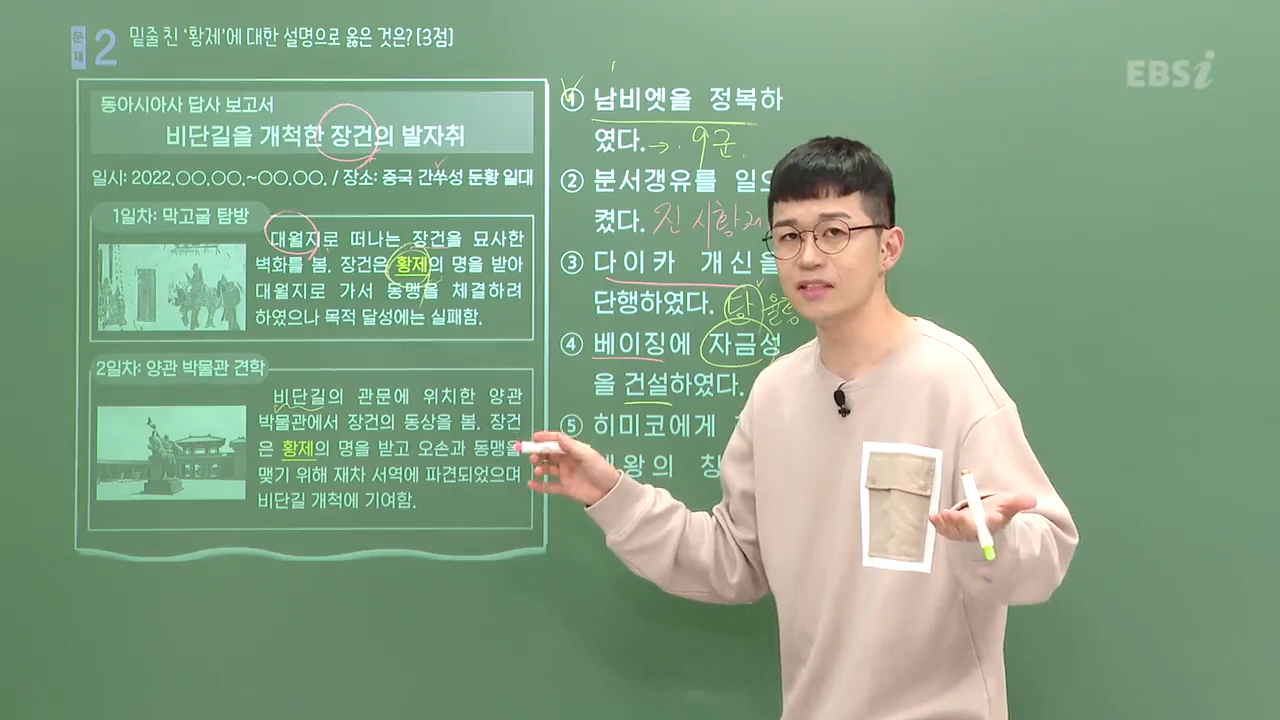 문제 2 밑줄 친 ‘황제’에 대한 설명으로 옳은 것은? [3점]
EBSi
동아시아사 답사 보고서
비단길을 개척한 장건의 발자취
일시: 2022.○○.○○.~○○.○○. / 장소: 중국 간쑤성 둔황 일대
1일차: 막고굴 탐방
대월지로 떠나는 장건을 묘사한
벽화를 봄. 장건은 황제의 명을 받아
대월지로 가서 동맹을 체결하려
하였으나 목적 달성에는 실패함.
2일차: 양관 박물관 견학
비단길의 관문에 위치한 양관
박물관에서 장건의 동상을 봄. 장건
은 황제의 명을 받고 오손과 동맹을
맺기 위해 재차 서역에 파견되었으며
비단길 개척에 기여함.
① 남비엣을 정복하
였다. → 9군.
② 분서갱유를
켰다. 진 시황제
③ 다이카 개신을
단행하였다. 당
④ 베이징에 자금성
을 건설하였다.
⑤ 히미코에게
왕의